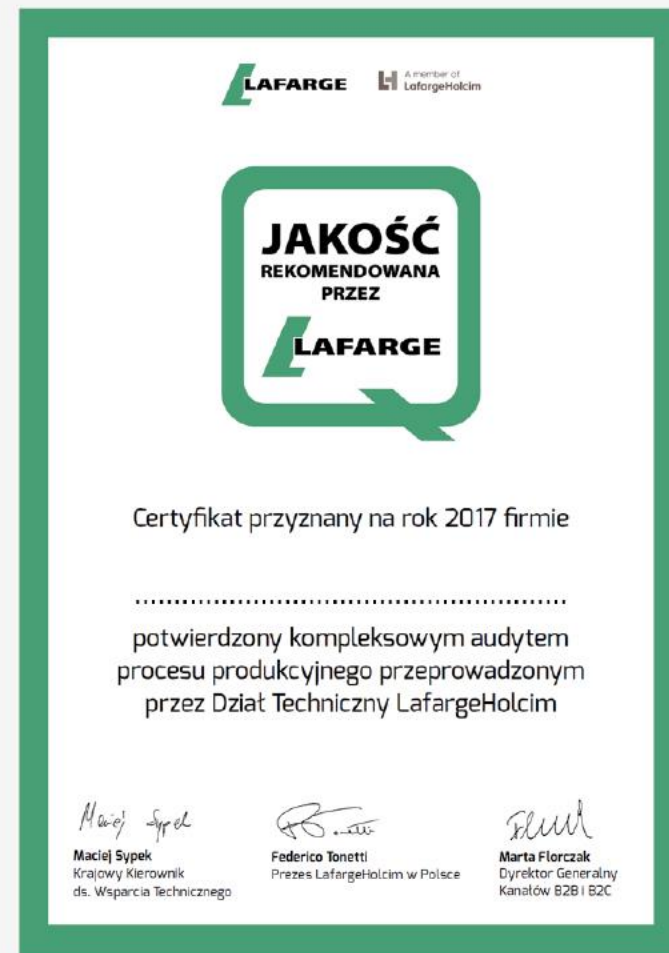 LAFARGE
A member of
LafargeHolcim
JAKOŚĆ
REKOMENDOWANA
PRZEZ
LAFARGE
Certyfikat przyznany na rok 2017 firmie
......................................................
potwierdzony kompleksowym audytem
procesu produkcyjnego przeprowadzonym
przez Dział Techniczny LafargeHolcim
Maciej Sypek
Maciej Sypek
Krajowy Kierownik
ds. Wsparcia Technicznego
Federico Tonetti
Prezes LafargeHolcim w Polsce
Marta Florczak
Dyrektor Generalny
Kanałów B2B i B2C